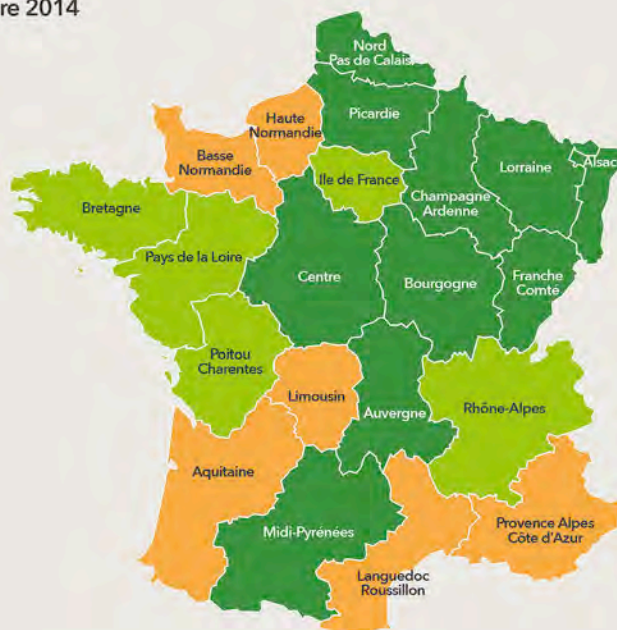 re 2014
Nord
Pas de Calais
Picardie
Haute
Normandie
Basse
Normandie
Ile de France
Champagne
Ardenne
Lorraine
Alsac
Bretagne
Pays de la Loire
Centre
Bourgogne
Franche
Comté
Poitou
Charentes
Limousin
Auvergne
Rhône-Alpes
Aquitaine
Midi-Pyrénées
Languedoc
Roussillon
Provence Alpes
Côte d'Azur